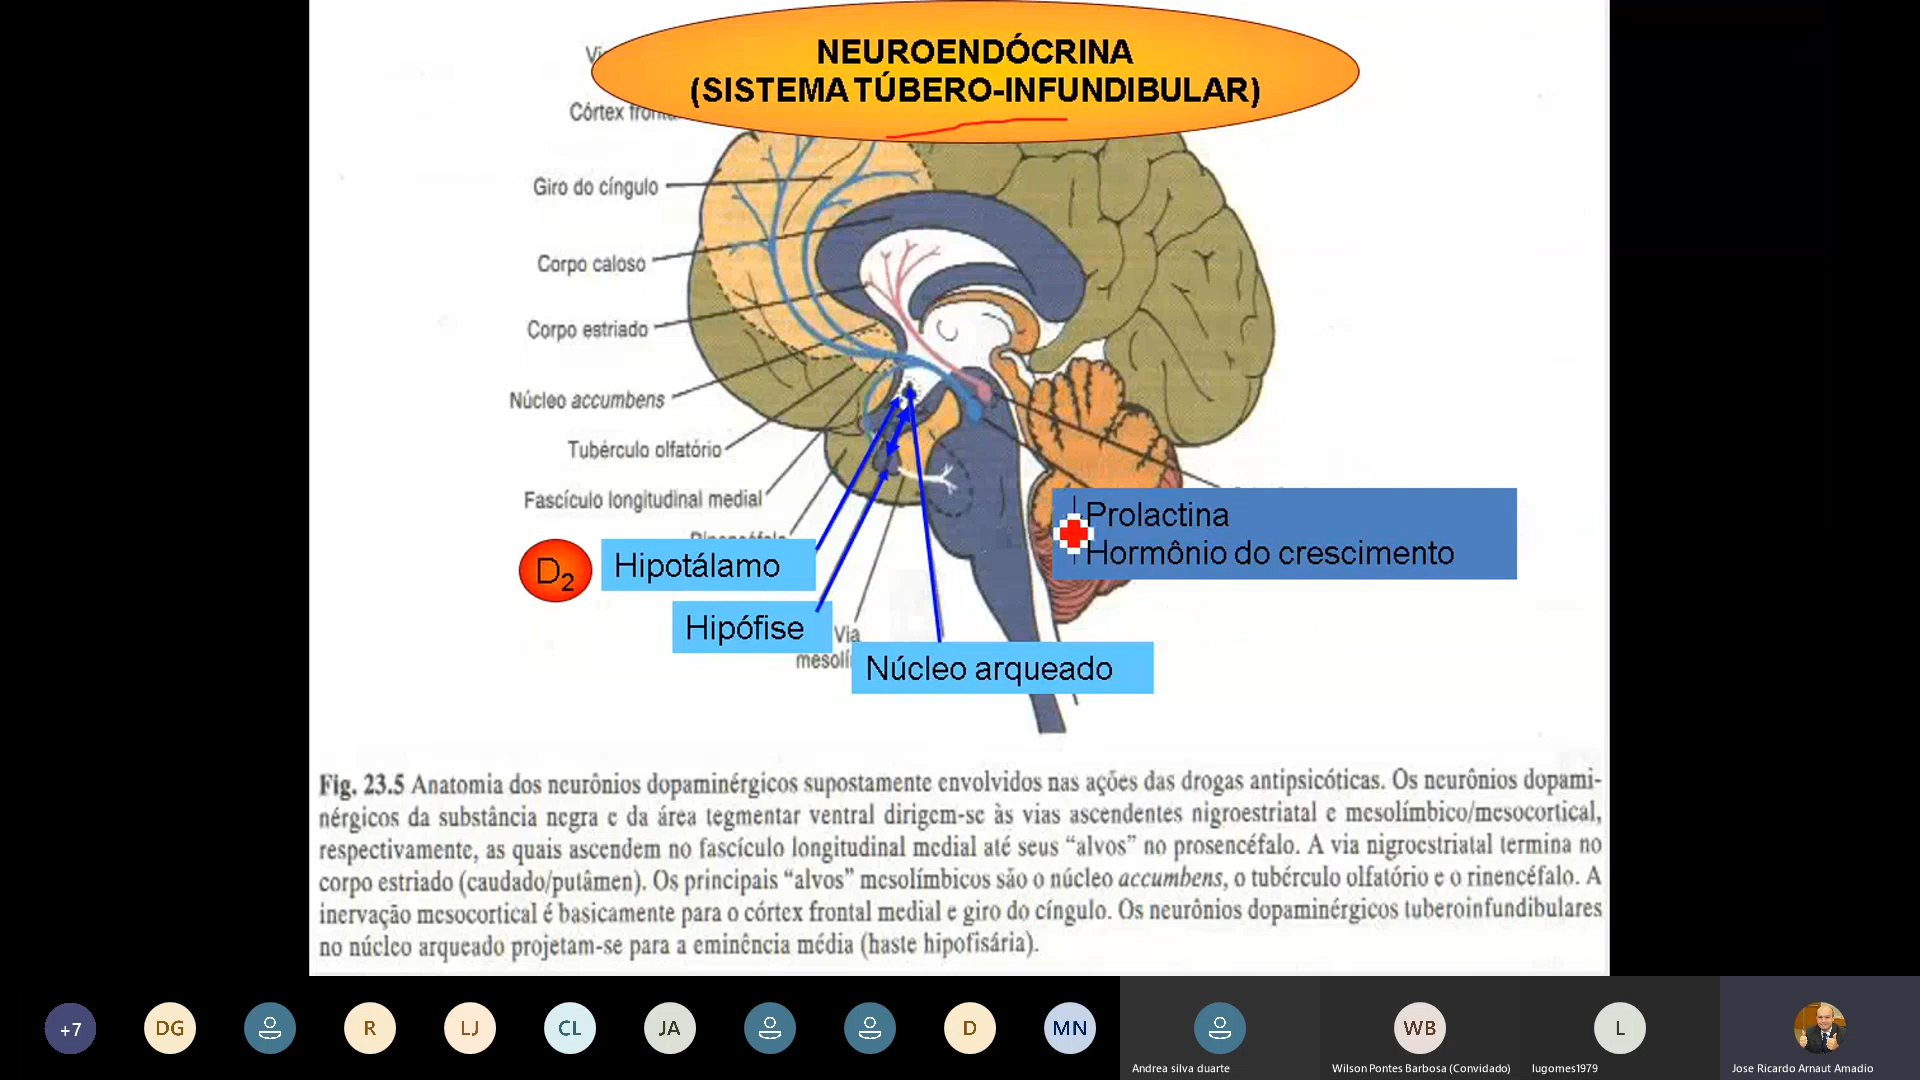 NEUROENDÓCRINA
(SISTEMA TÚBERO-INFUNDIBULAR)
Córtex
Giro do cíngulo
Corpo caloso
Corpo estriado
Núcleo accumbens
Tubérculo olfatório
Fascículo longitudinal medial
Prolactina
Hormônio do crescimento
D2
Hipotálamo
Hipófise
Via
Núcleo arqueado
Fig. 23.5 Anatomia dos neurônios dopaminérgicos supostamente envolvidos nas ações das drogas antipsicóticas. Os neurônios dopami-
nérgicos da substância negra e da área tegmentar ventral dirigem-se às vias ascendentes nigroestriatal e mesolímbico/mesocortical,
respectivamente, as quais ascendem no fascículo longitudinal medial até seus “alvos” no prosencéfalo. A via nigroestriatal termina no
corpo estriado (caudado/putâmen). Os principais “alvos” mesolímbicos são o núcleo accumbens, o tubérculo olfatório e o rinencéfalo. A
inervação mesocortical é basicamente para o córtex frontal medial e giro do cíngulo. Os neurônios dopaminérgicos tuberoinfundibulares
no núcleo arqueado projetam-se para a eminência média (haste hipofisária).
+7
DG
R
LJ
CL
JA
D
MN
WB
L
Andrea silva duarte
Wilson Pontes Barbosa (Convidado)
lugomes1979
Jose Ricardo Arnaut Amadio